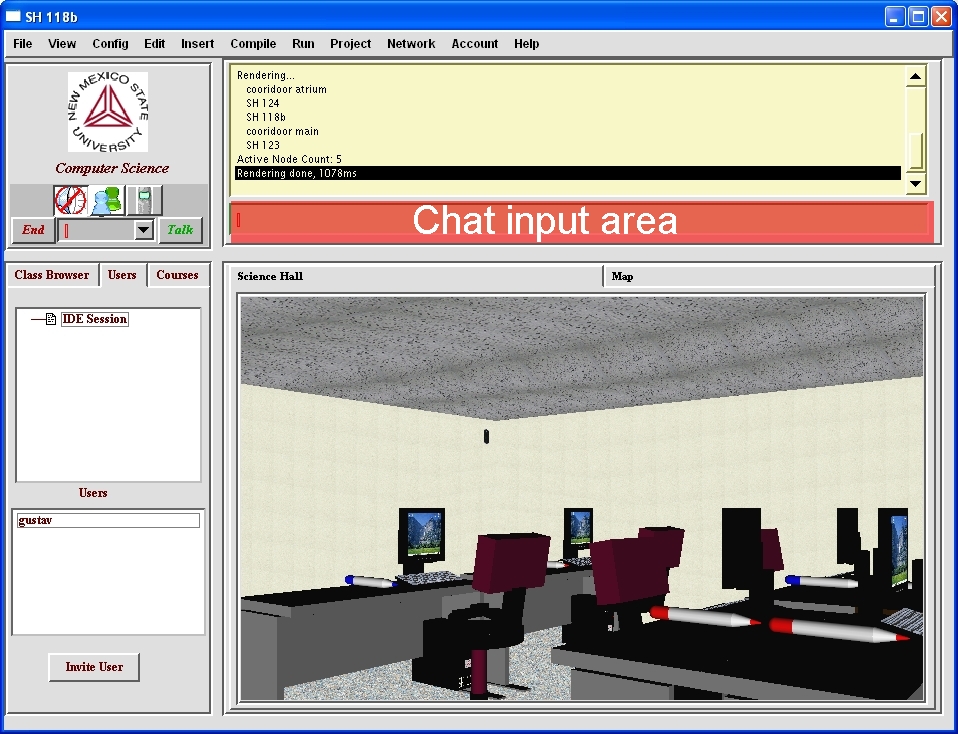 SH 118b
File View Config Edit Insert Compile Run Project Network Account Help
NEW MEXICO STATE UNIVERSITY
Computer Science
End Talk
Rendering...
cooridoor atrium
SH 124
SH 118b
cooridoor main
SH 123
Active Node Count: 5
Rendering done, 1078ms
Chat input area
Class Browser Users Courses
IDE Session
Users
gustav
Invite User
Science Hall Map